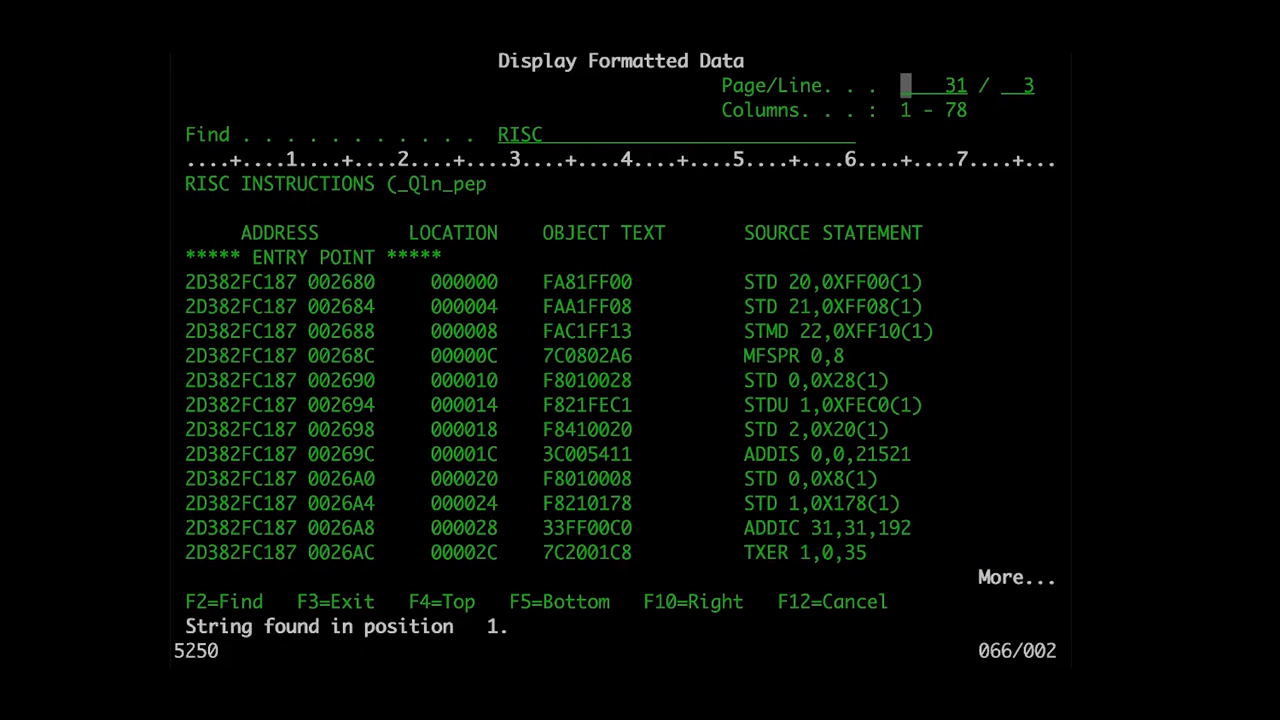 Display Formatted Data
Page/Line. . .   31 /   3
Columns. . . :  1 - 78
Find . . . . . . . . . . .  RISC
....+....1....+....2....+....3....+....4....+....5....+....6....+....7....+...
RISC INSTRUCTIONS (_Qln_pep
ADDRESS        LOCATION    OBJECT TEXT       SOURCE STATEMENT
***** ENTRY POINT *****
2D382FC187 002680     000000    FA81FF00          STD 20,0XFF00(1)
2D382FC187 002684     000004    FAA1FF08          STD 21,0XFF08(1)
2D382FC187 002688     000008    FAC1FF13          STMD 22,0XFF10(1)
2D382FC187 00268C     00000C    7C0802A6          MFSPR 0,8
2D382FC187 002690     000010    F8010028          STD 0,0X28(1)
2D382FC187 002694     000014    F821FEC1          STDU 1,0XFEC0(1)
2D382FC187 002698     000018    F8410020          STD 2,0X20(1)
2D382FC187 00269C     00001C    3C005411          ADDIS 0,0,21521
2D382FC187 0026A0     000020    F8010008          STD 0,0X8(1)
2D382FC187 0026A4     000024    F8210178          STD 1,0X178(1)
2D382FC187 0026A8     000028    33FF00C0          ADDIC 31,31,192
2D382FC187 0026AC     00002C    7C2001C8          TXER 1,0,35
More...
F2=Find   F3=Exit   F4=Top   F5=Bottom   F10=Right   F12=Cancel
String found in position   1.
5250    066/002